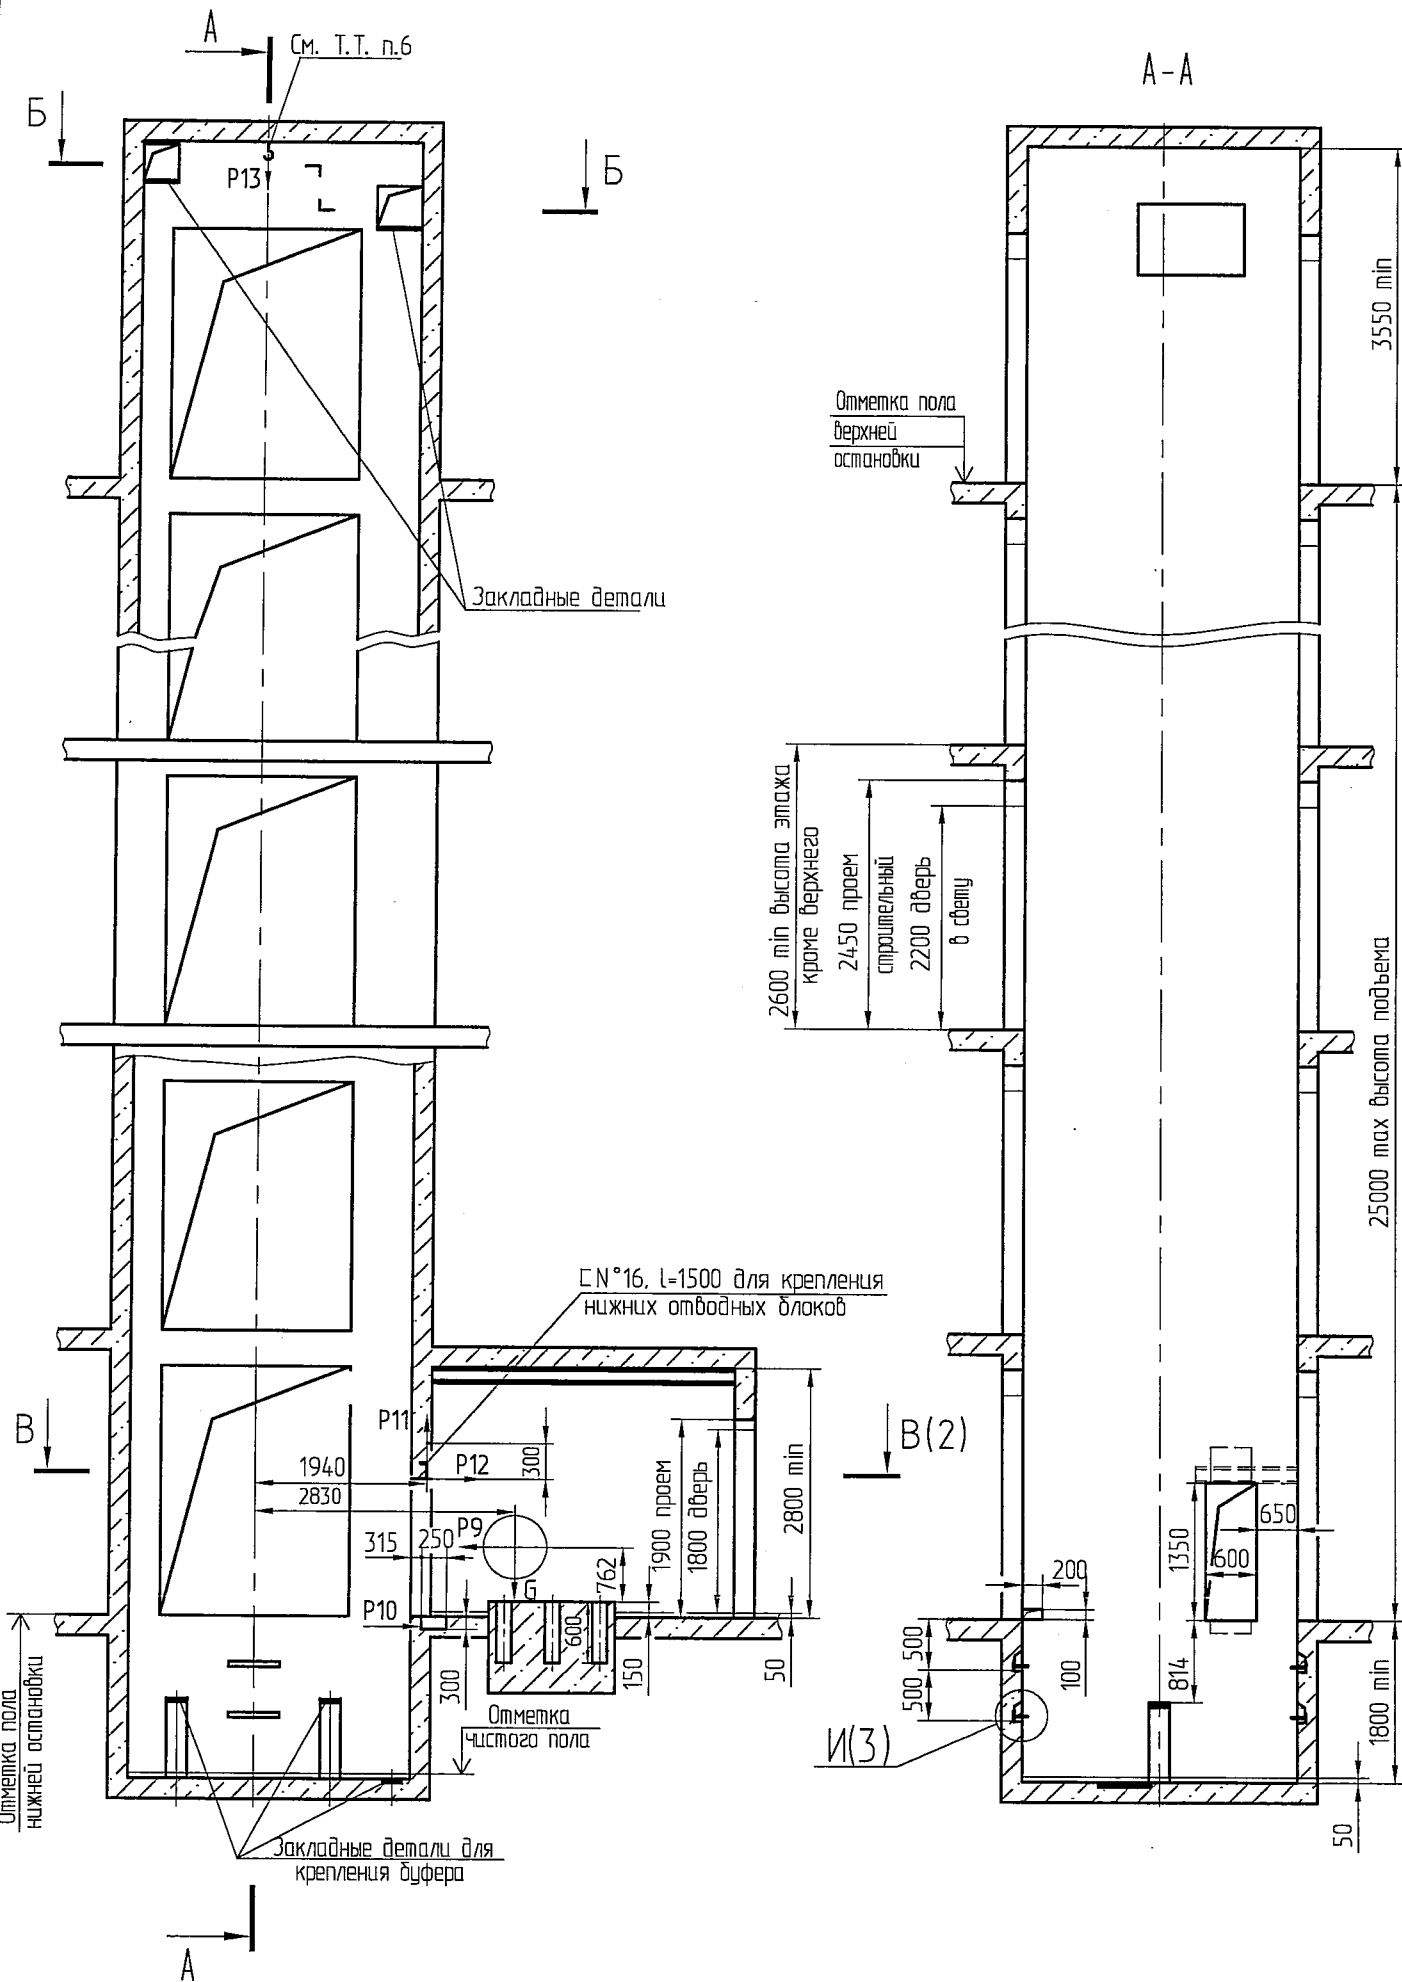 А
См. Т.Т. п.6
А-А
Б
Б
Р13
3550 min
Отметка пола
верхней
остановки
Закладные детали
2600 min высота этажа
кроме верхнего
2450 проем
строительный
2200 дверь
в свету
25000 max высота подъема
⊏N°16, l=1500 для крепления
нижних отводных блоков
В
Р11
В(2)
1940
Р12
300
2830
1900 проем
1800 дверь
2800 min
Р9
315
250
762
G
Р10
600
300
150
50
1350
650
600
200
500
500
100
814
1800 min
Отметка пола
нижней остановки
Отметка
чистого пола
И(3)
50
Закладные детали для
крепления буфера
А